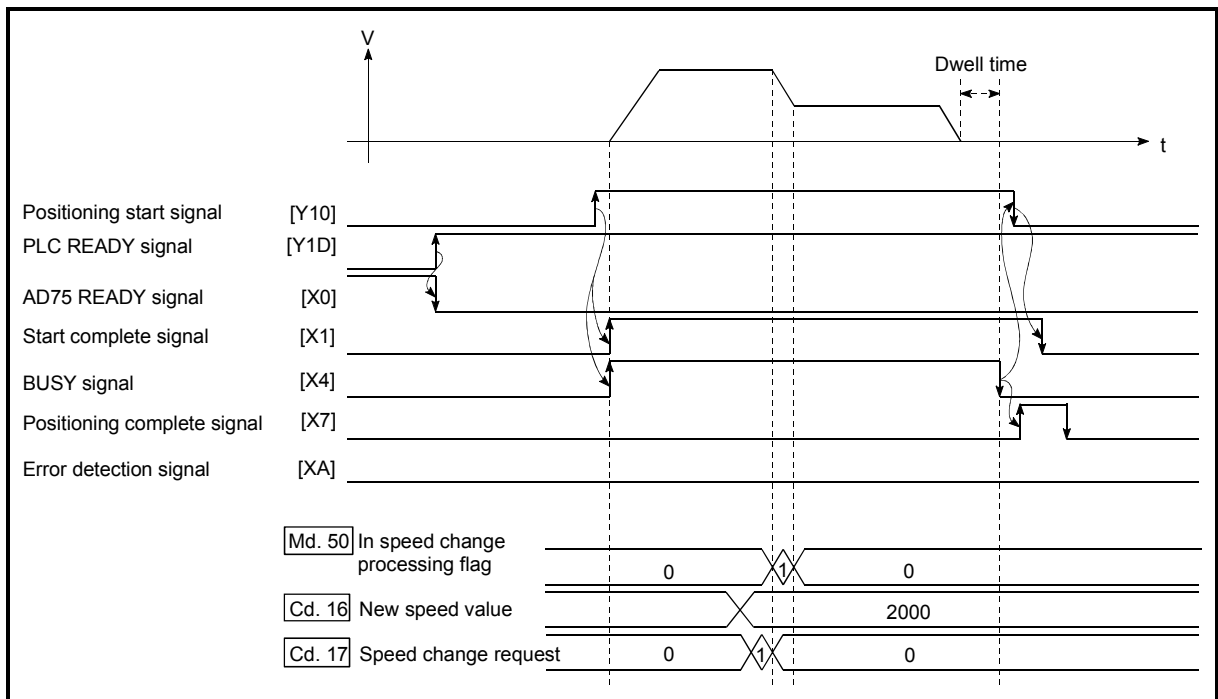 V
Dwell time
t
Positioning start signal [Y10]
PLC READY signal [Y1D]
AD75 READY signal [X0]
Start complete signal [X1]
BUSY signal [X4]
Positioning complete signal [X7]
Error detection signal [XA]
Md. 50 In speed change
processing flag 0 1 0
Cd. 16 New speed value 2000
Cd. 17 Speed change request 0 1 0